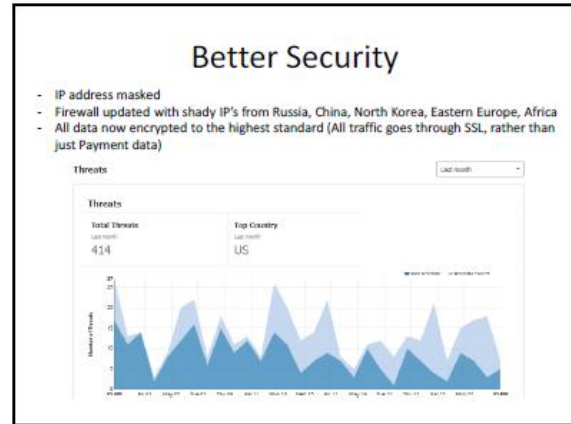 Better Security
- IP address masked
- Firewall updated with shady IP's from Russia, China, North Korea, Eastern Europe, Africa
- All data now encrypted to the highest standard (All traffic goes through SSL, rather than
just Payment data)
Threats
Last month
Threats
Total Threats
Top Country
Last month
Last month
414
US
Number of Threats